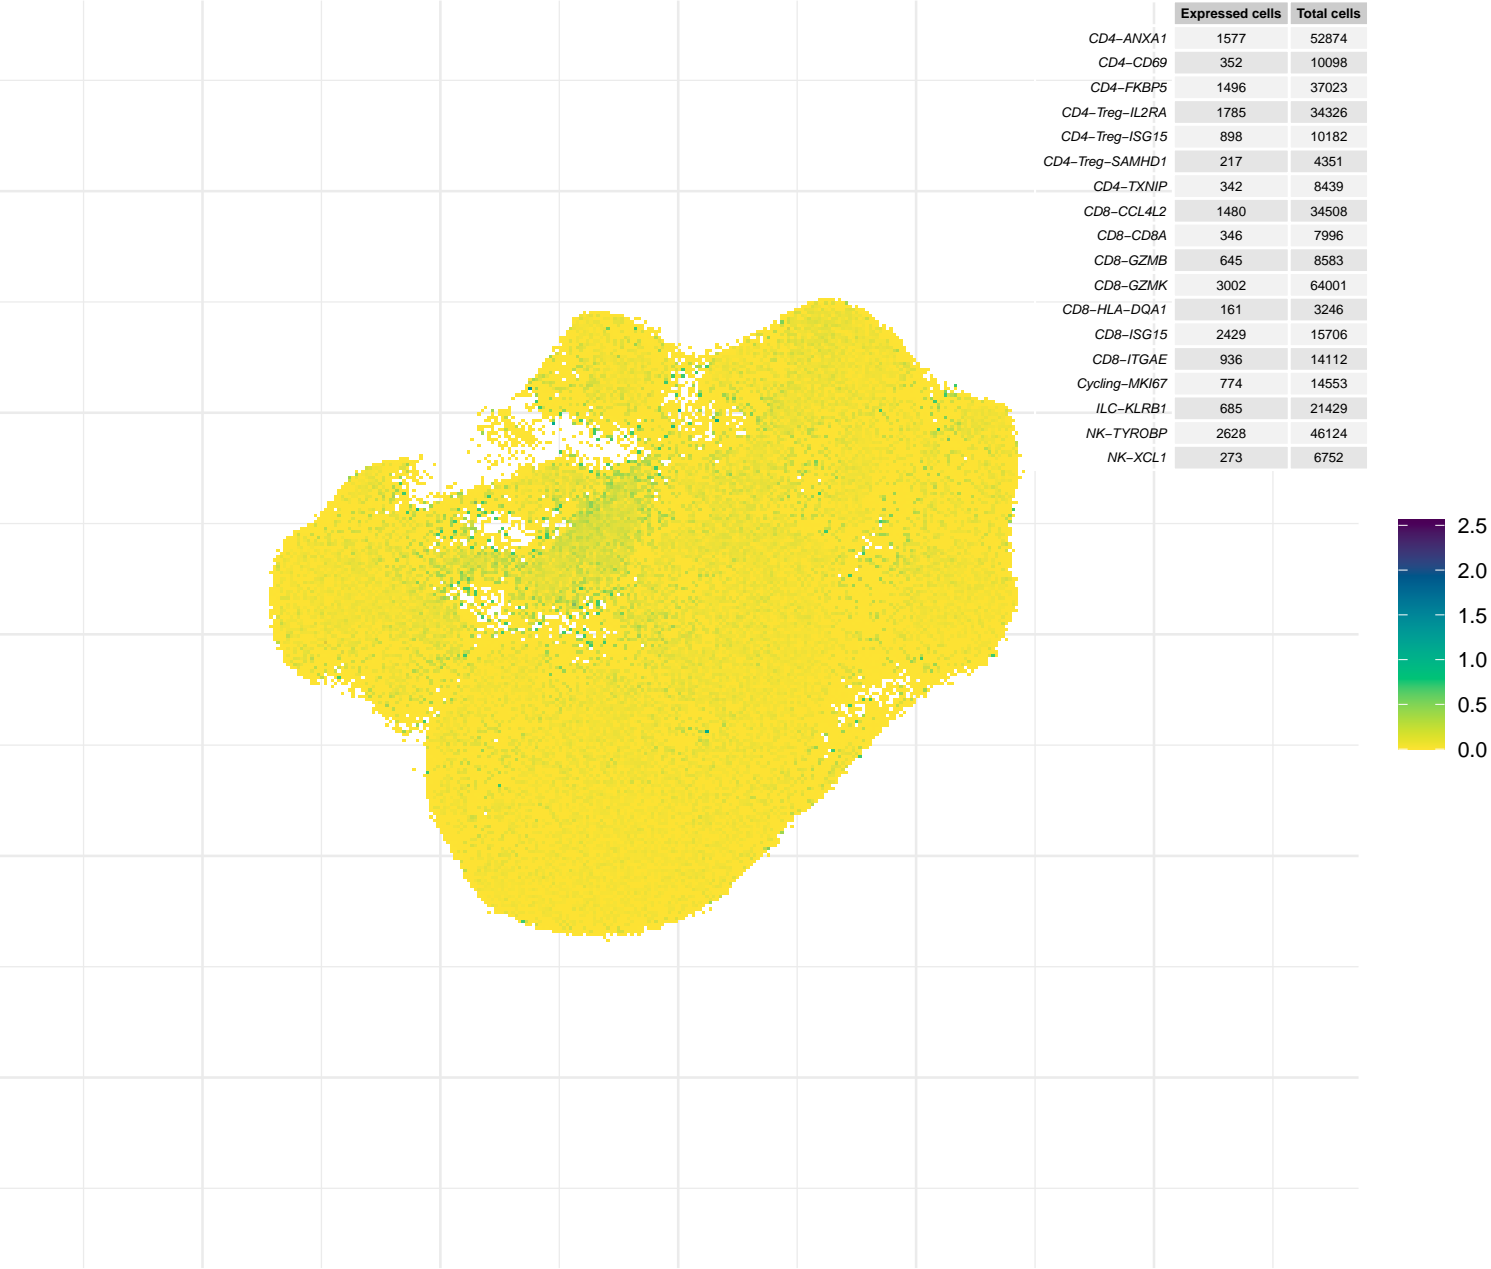 Expressed cells Total cells
CD4−ANXA1 1577 52874
CD4−CD69 352 10098
CD4−FKBP5 1496 37023
CD4−Treg−IL2RA 1785 34326
CD4−Treg−ISG15 898 10182
CD4−Treg−SAMHD1 217 4351
CD4−TXNIP 342 8439
CD8−CCL4L2 1480 34508
CD8−CD8A 346 7996
CD8−GZMB 645 8583
CD8−GZMK 3002 64001
CD8−HLA−DQA1 161 3246
CD8−ISG15 2429 15706
CD8−ITGAE 936 14112
Cycling−MKI67 774 14553
ILC−KLRB1 685 21429
NK−TYROBP 2628 46124
NK−XCL1 273 6752
2.5
2.0
1.5
1.0
0.5
0.0